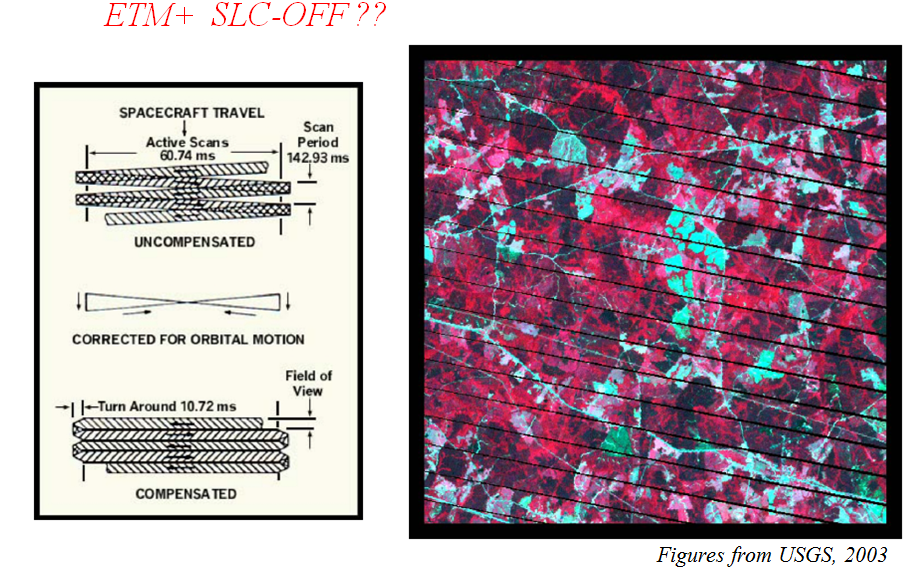 ETM+ SLC-OFF ??
SPACECRAFT TRAVEL
Active Scans
60.74 ms
Scan
Period
142.93 ms
UNCOMPENSATED
CORRECTED FOR ORBITAL MOTION
Field of
View
Turn Around 10.72 ms
COMPENSATED
Figures from USGS, 2003